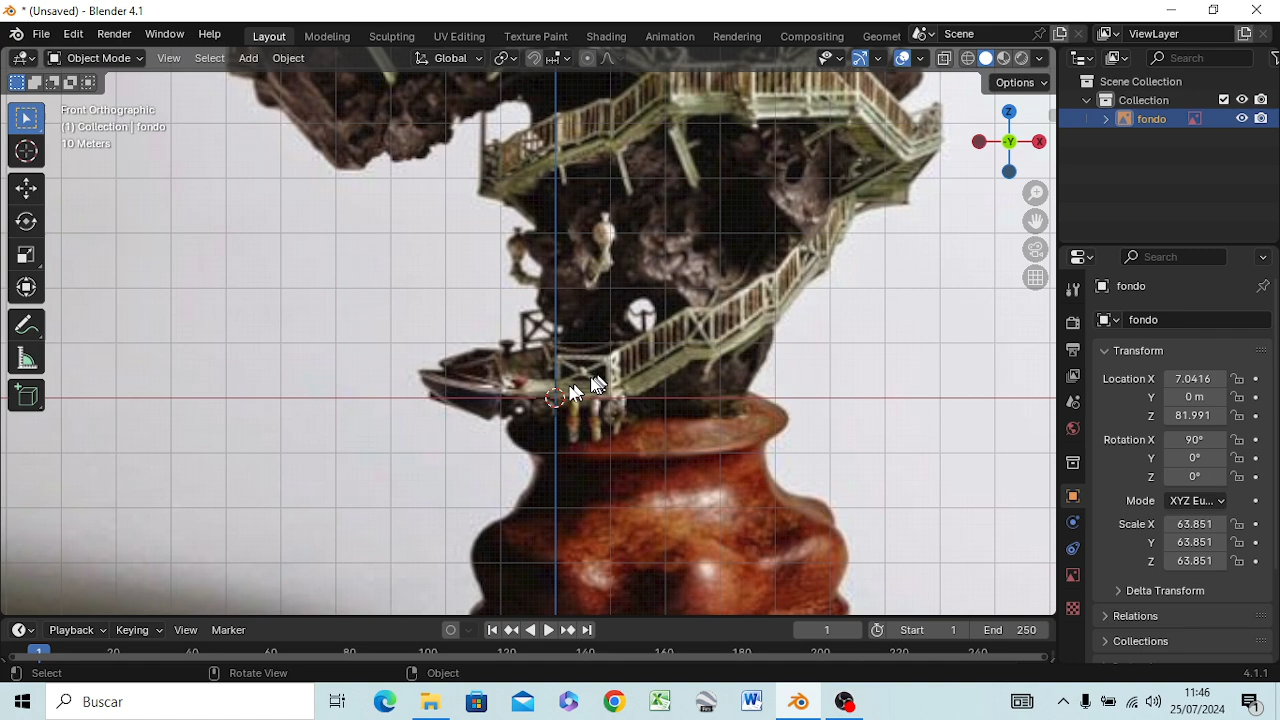 * (Unsaved) - Blender 4.1
File Edit Render Window Help Layout Modeling Sculpting UV Editing Texture Paint Shading Animation Rendering Compositing Geomet Scene ViewLayer
Object Mode View Select Add Object Global Search
Options
Front Orthographic
(1) Collection | fondo
10 Meters
Z
-Y
X
Scene Collection
Collection
fondo
Search
fondo
fondo
Transform
Location X 7.0416
Y 0 m
Z 81.991
Rotation X 90°
Y 0°
Z 0°
Mode XYZ Eu...
Scale X 63.851
Y 63.851
Z 63.851
Delta Transform
Relations
Collections
Playback Keying View Marker 1 Start 1 End 250
1 20 40 60 80 100 120 140 160 180 200 220 240
Select Rotate View Object 4.1.1
Buscar
11:46
25/07/2024
1